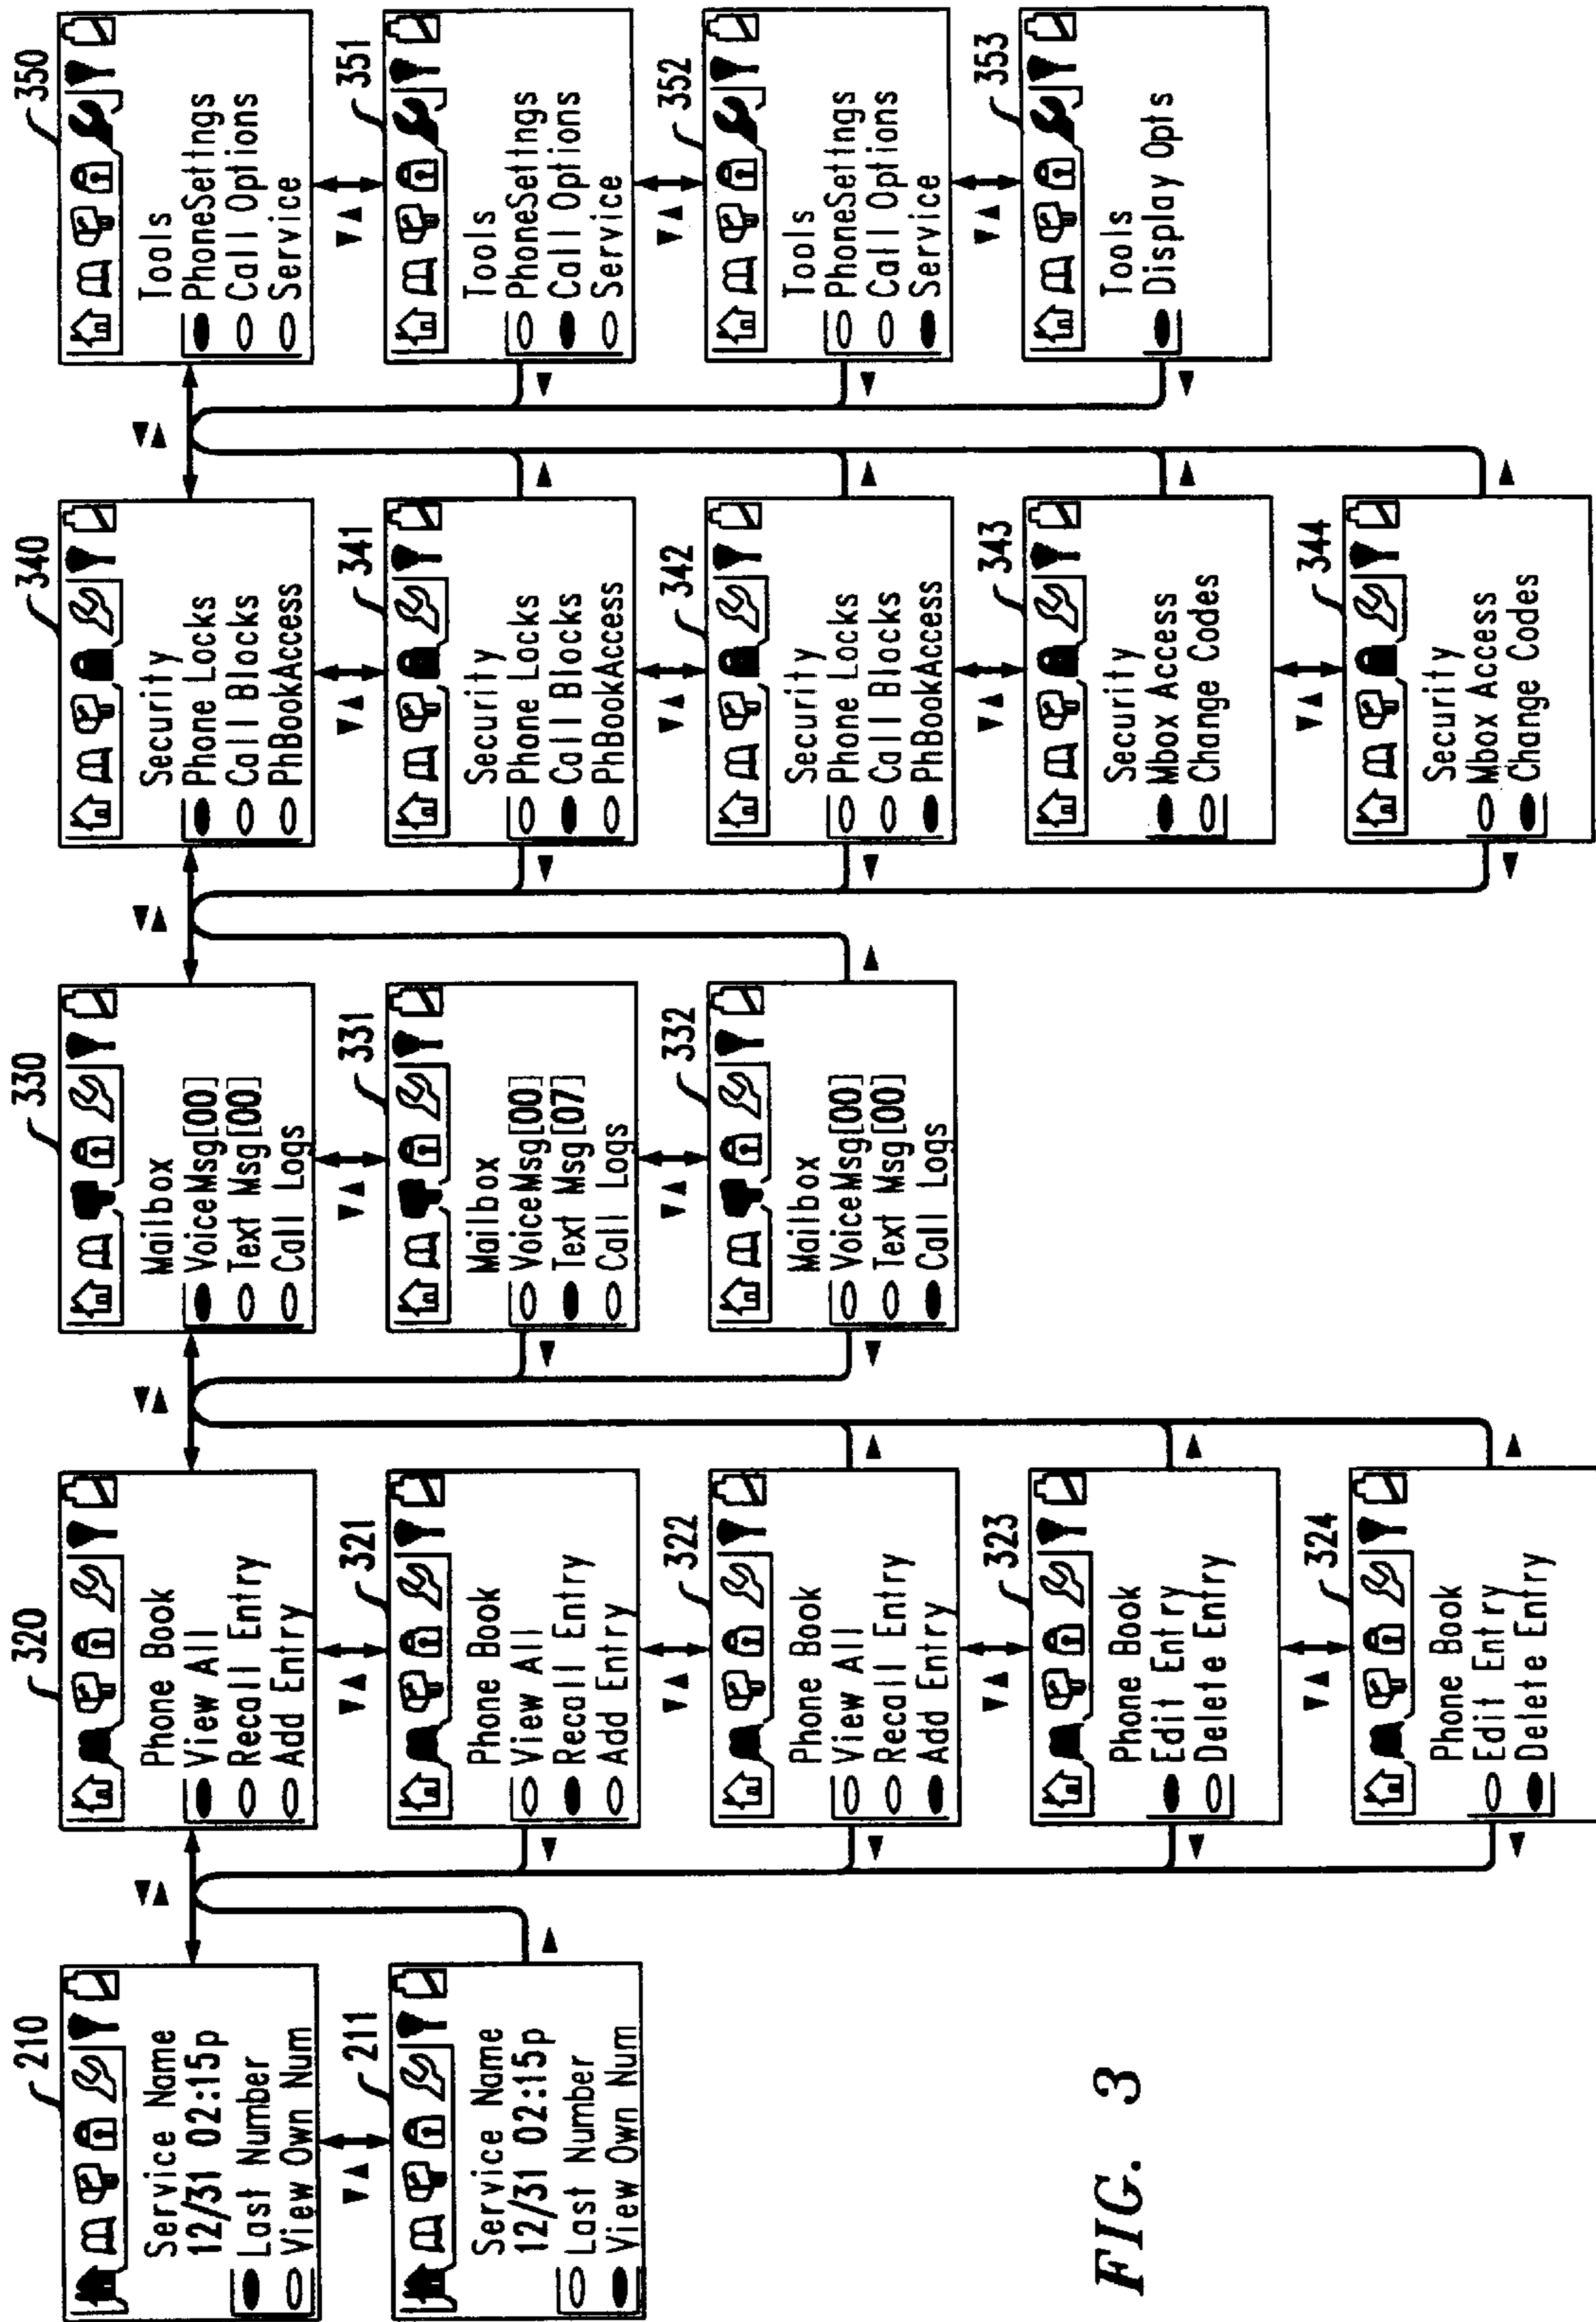 210
Service Name
12/31 02:15p
Last Number
View Own Num
211
Service Name
12/31 02:15p
Last Number
View Own Num
320
Phone Book
View All
Recall Entry
Add Entry
321
Phone Book
View All
Recall Entry
Add Entry
322
Phone Book
View All
Recall Entry
Add Entry
323
Phone Book
Edit Entry
Delete Entry
324
Phone Book
Edit Entry
Delete Entry
330
Mailbox
VoiceMsg[00]
Text Msg[00]
Call Logs
331
Mailbox
VoiceMsg[00]
Text Msg[07]
Call Logs
332
Mailbox
VoiceMsg[00]
Text Msg[00]
Call Logs
340
Security
Phone Locks
Call Blocks
PhBookAccess
341
Security
Phone Locks
Call Blocks
PhBookAccess
342
Security
Phone Locks
Call Blocks
PhBookAccess
343
Security
Mbox Access
Change Codes
344
Security
Mbox Access
Change Codes
350
Tools
PhoneSettings
Call Options
Service
351
Tools
PhoneSettings
Call Options
Service
352
Tools
PhoneSettings
Call Options
Service
353
Tools
Display Opts
FIG. 3